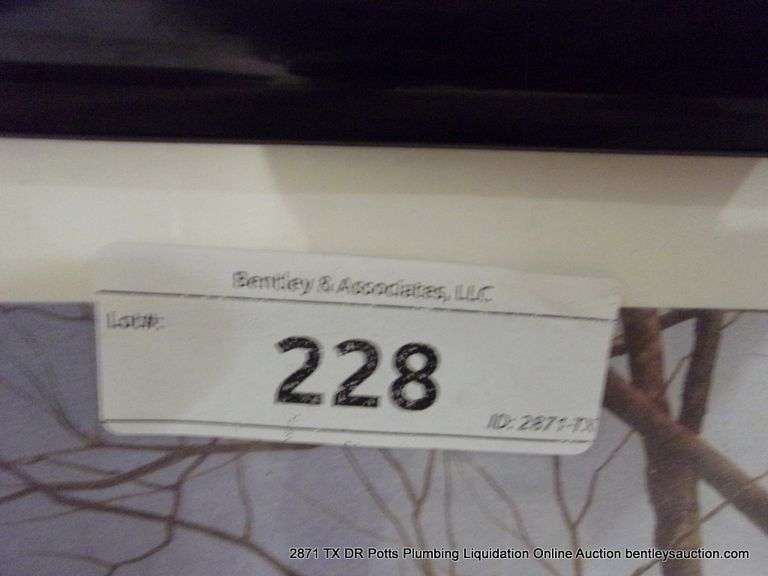 Bentley & Associates, LLC
Lot#:
228
ID: 2871-TX
2871 TX DR Potts Plumbing Liquidation Online Auction bentleysauction.com